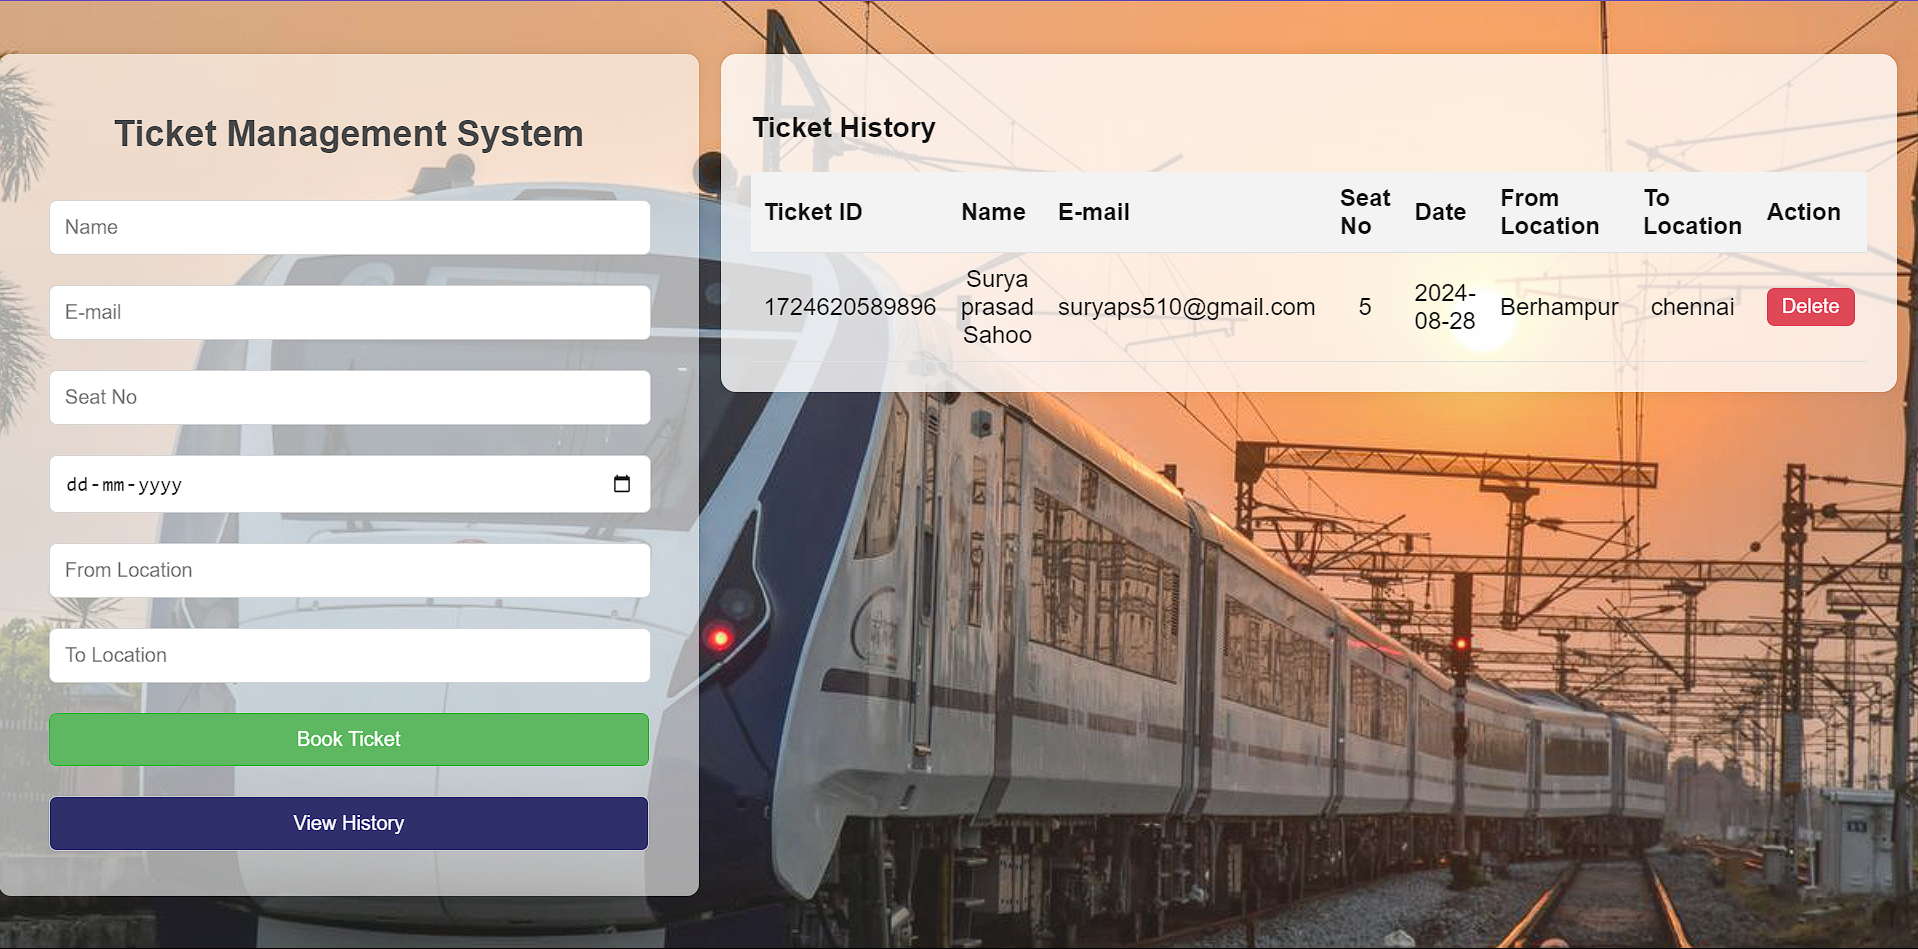 Ticket Management System
Name
E-mail
Seat No
dd-mm-yyyy
From Location
To Location
Book Ticket
View History
Ticket History
Ticket ID Name E-mail Seat No Date From Location To Location Action
1724620589896 Surya prasad Sahoo suryaps510@gmail.com 5 2024-08-28 Berhampur chennai Delete